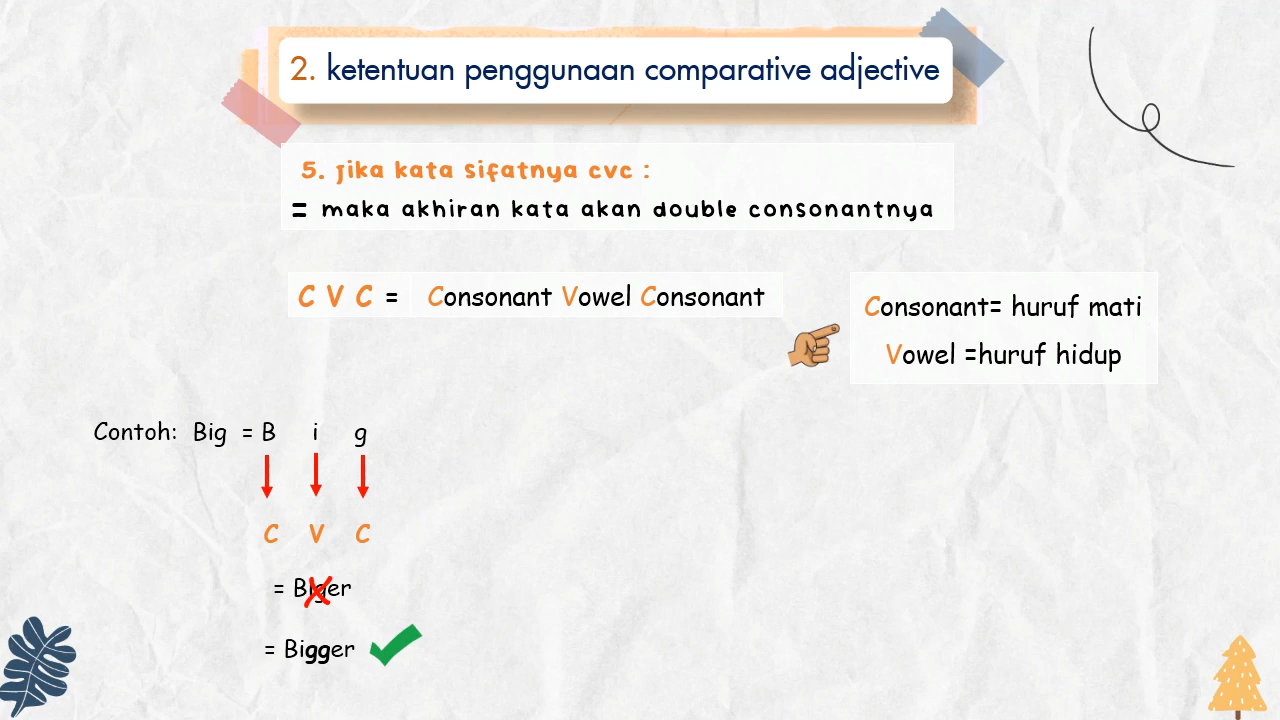 2. ketentuan penggunaan comparative adjective
5. Jika kata sifatnya cvc :
= maka akhiran kata akan double consonantnya
C V C = Consonant Vowel Consonant
Consonant= huruf mati
Vowel =huruf hidup
Contoh: Big = B i g
C V C
= Biger
= Bigger